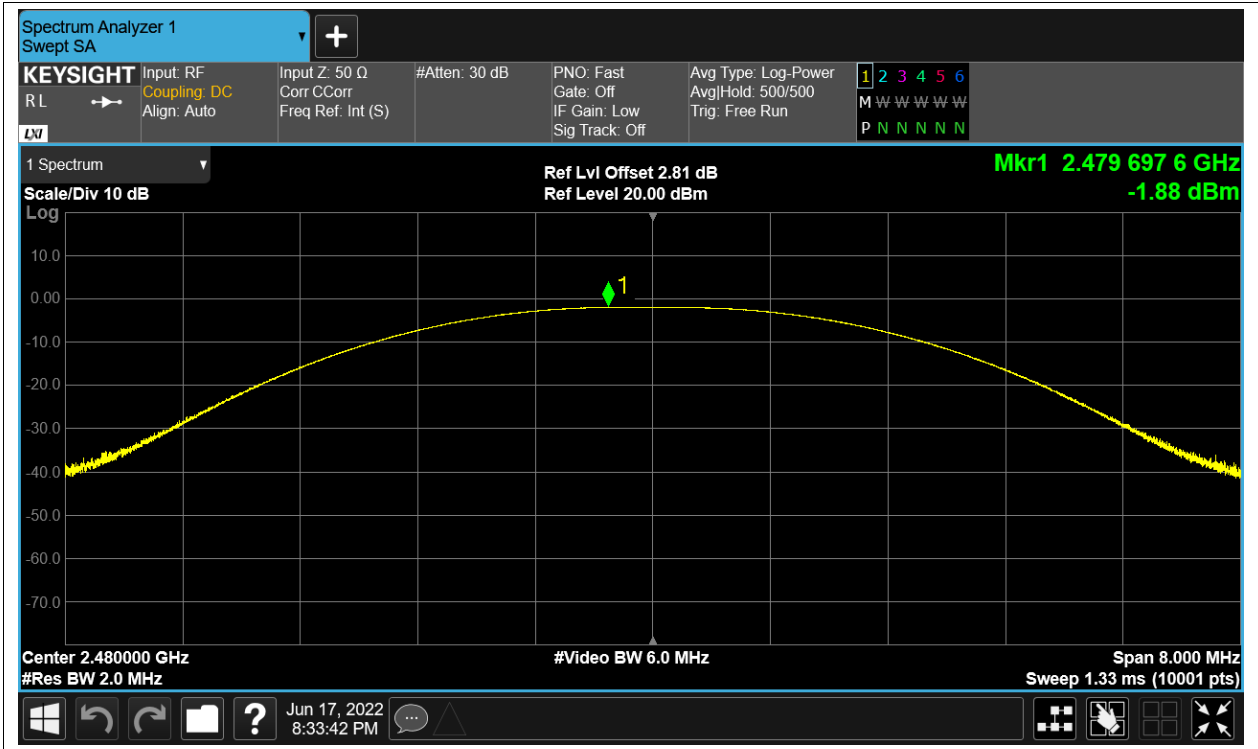 Spectrum Analyzer 1
Swept SA
KEYSIGHT
R L
LXI
Input: RF
Coupling: DC
Align: Auto
Input Z: 50 Ω
Corr CCorr
Freq Ref: Int (S)
#Atten: 30 dB
PNO: Fast
Gate: Off
IF Gain: Low
Sig Track: Off
Avg Type: Log-Power
Avg|Hold: 500/500
Trig: Free Run
1 2 3 4 5 6
M W W W W W
P N N N N N
1 Spectrum
Scale/Div 10 dB
Ref Lvl Offset 2.81 dB
Ref Level 20.00 dBm
Mkr1 2.479 697 6 GHz
-1.88 dBm
Log
10.0
0.00
-10.0
-20.0
-30.0
-40.0
-50.0
-60.0
-70.0
1
Center 2.480000 GHz
#Video BW 6.0 MHz
Span 8.000 MHz
#Res BW 2.0 MHz
Sweep 1.33 ms (10001 pts)
?
Jun 17, 2022
8:33:42 PM